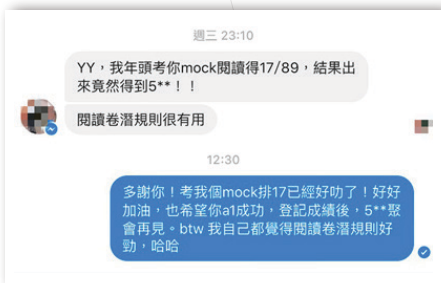 週三 23:10
YY，我年頭考你mock閱讀得17/89，結果出
來竟然得到5**！！
閱讀卷潛規則很有用
12:30
多謝你！考我個mock排17已經好叻了！好好
加油，也希望你a1成功，登記成績後，5**聚
會再見。btw 我自己都覺得閱讀卷潛規則好
勁，哈哈